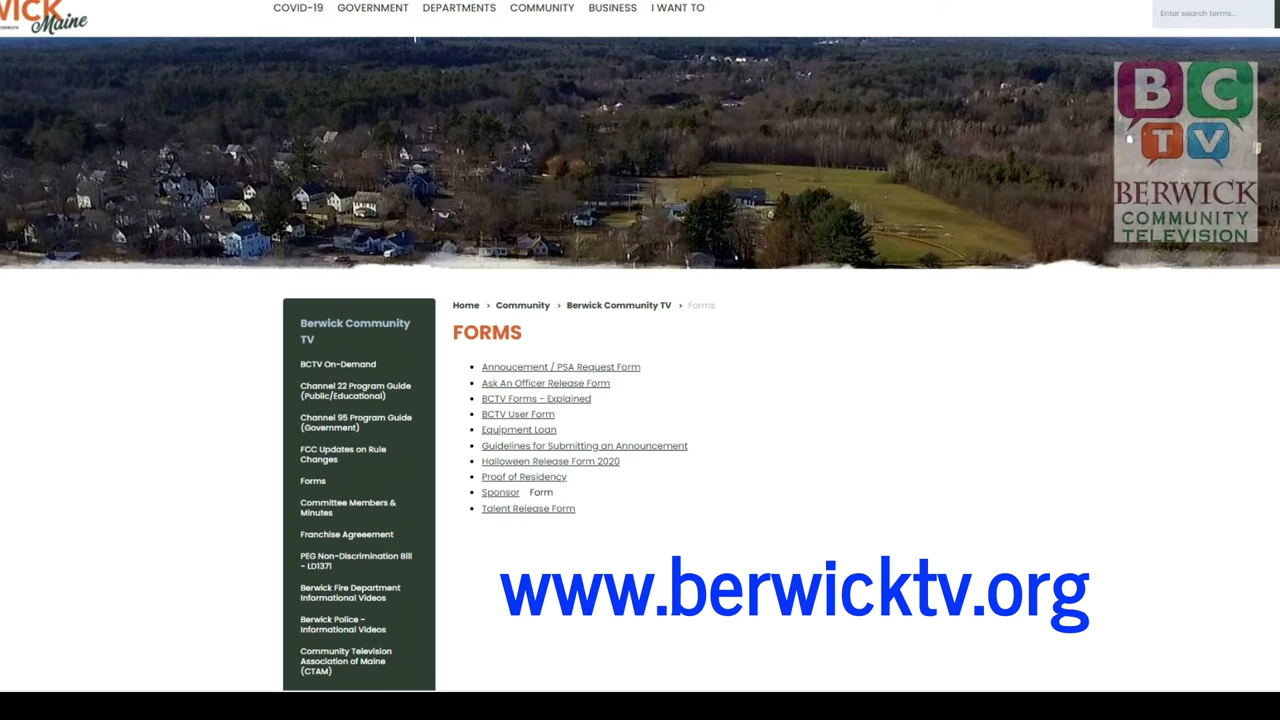 WICK
Maine
COVID-19 GOVERNMENT DEPARTMENTS COMMUNITY BUSINESS I WANT TO
Enter search terms...
B C
T V
BERWICK
COMMUNITY
TELEVISION
Berwick Community
TV
BCTV On-Demand
Channel 22 Program Guide
(Public/Educational)
Channel 95 Program Guide
(Government)
FCC Updates on Rule
Changes
Forms
Committee Members &
Minutes
Franchise Agreeement
PEG Non-Discrimination Bill
- LD1371
Berwick Fire Department
Informational Videos
Berwick Police -
Informational Videos
Community Television
Association of Maine
(CTAM)
Home > Community > Berwick Community TV > Forms
FORMS
• Annoucement / PSA Request Form
• Ask An Officer Release Form
• BCTV Forms - Explained
• BCTV User Form
• Equipment Loan
• Guidelines for Submitting an Announcement
• Halloween Release Form 2020
• Proof of Residency
• Sponsor Form
• Talent Release Form
www.berwicktv.org